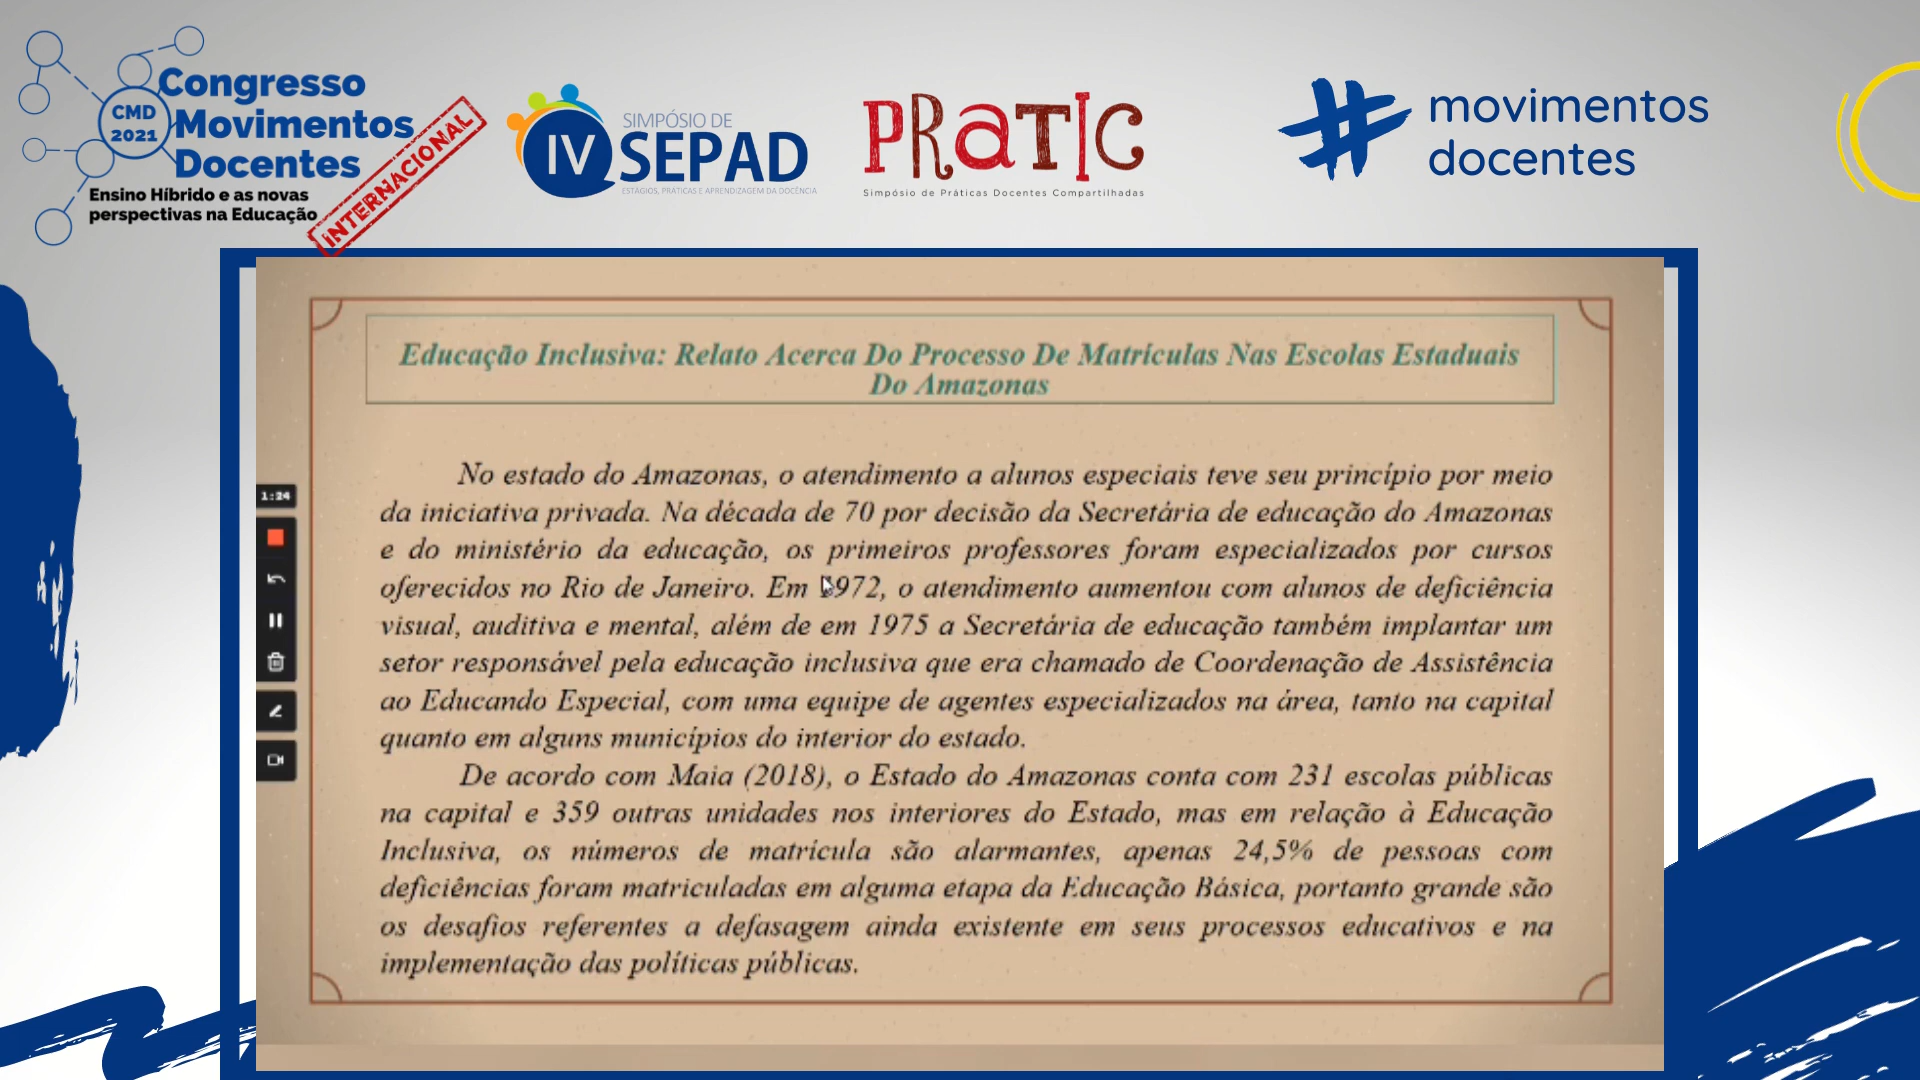 Congresso
CMD
2021
Movimentos
Docentes
Ensino Híbrido e as novas
perspectivas na Educação
INTERNACIONAL
IV
SIMPÓSIO DE
SEPAD
ESTÁGIOS, PRÁTICAS E APRENDIZAGEM DA DOCÊNCIA
PRATIC
Simpósio de Práticas Docentes Compartilhadas
movimentos
docentes
Educação Inclusiva: Relato Acerca Do Processo De Matrículas Nas Escolas Estaduais
Do Amazonas
No estado do Amazonas, o atendimento a alunos especiais teve seu princípio por meio
da iniciativa privada. Na década de 70 por decisão da Secretária de educação do Amazonas
e do ministério da educação, os primeiros professores foram especializados por cursos
oferecidos no Rio de Janeiro. Em 1972, o atendimento aumentou com alunos de deficiência
visual, auditiva e mental, além de em 1975 a Secretária de educação também implantar um
setor responsável pela educação inclusiva que era chamado de Coordenação de Assistência
ao Educando Especial, com uma equipe de agentes especializados na área, tanto na capital
quanto em alguns municípios do interior do estado.
De acordo com Maia (2018), o Estado do Amazonas conta com 231 escolas públicas
na capital e 359 outras unidades nos interiores do Estado, mas em relação à Educação
Inclusiva, os números de matrícula são alarmantes, apenas 24,5% de pessoas com
deficiências foram matriculadas em alguma etapa da Educação Básica, portanto grande são
os desafios referentes a defasagem ainda existente em seus processos educativos e na
implementação das políticas públicas.
1:24